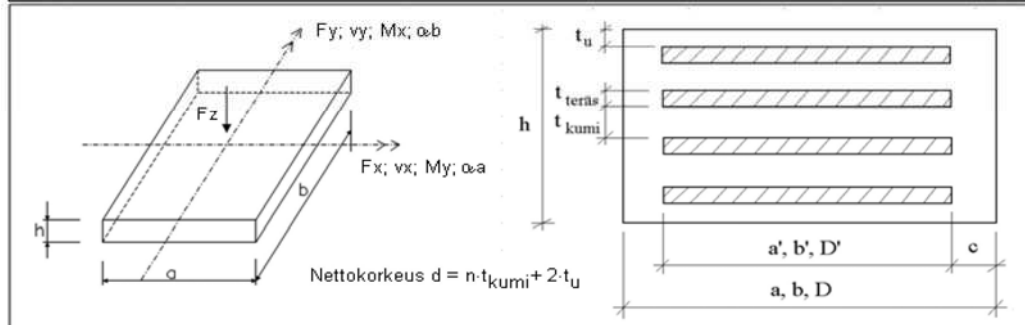 Fy; vy; Mx; αb
Fz
Fx; vx; My; αa
h
a
b
Nettokorkeus d = n·tkumi+ 2·tu
tu
tteräs
tkumi
h
a', b', D'
c
a, b, D